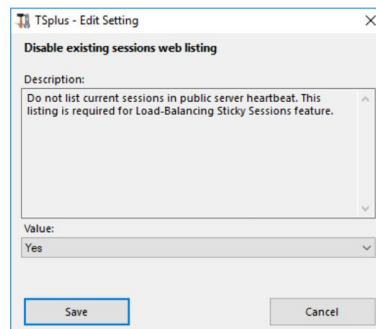 TSplus - Edit Setting
Disable existing sessions web listing
Description:
Do not list current sessions in public server heartbeat. This
listing is required for Load-Balancing Sticky Sessions feature.
Value:
Yes
Save Cancel